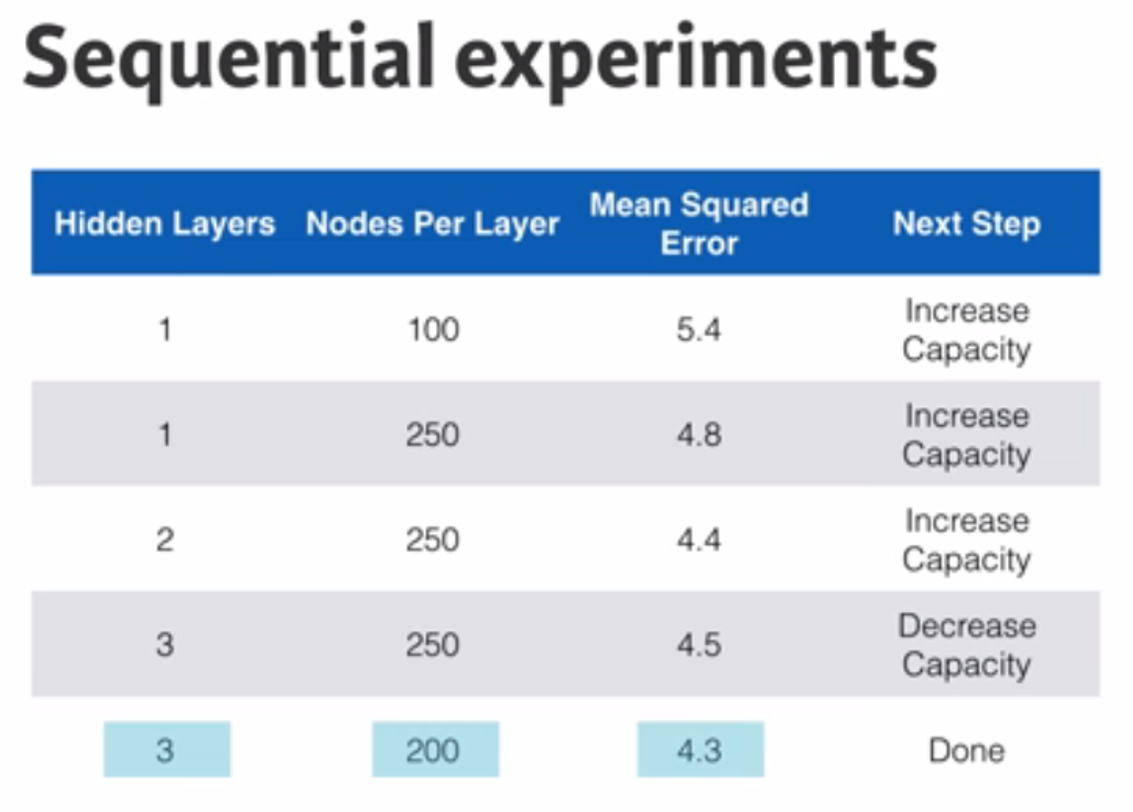 Sequential experiments
Hidden Layers Nodes Per Layer Mean Squared Error Next Step
1 100 5.4 Increase Capacity
1 250 4.8 Increase Capacity
2 250 4.4 Increase Capacity
3 250 4.5 Decrease Capacity
3 200 4.3 Done